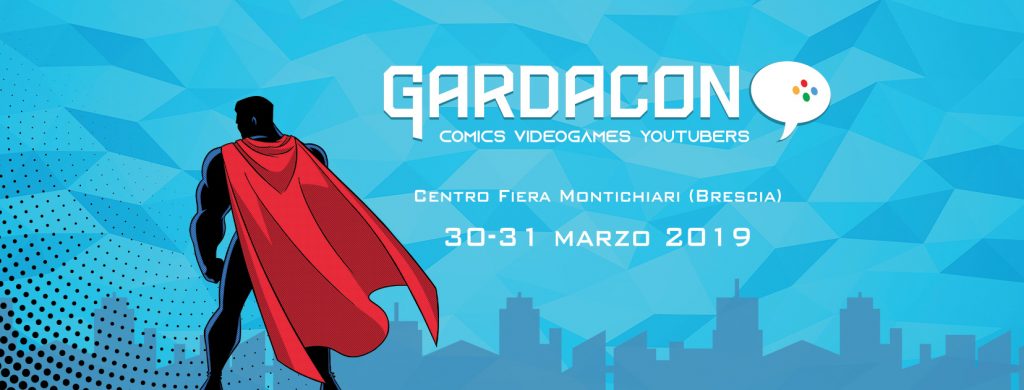 GARDACON
COMICS VIDEOGAMES YOUTUBERS
CENTRO FIERA MONTICHIARI (BRESCIA)
30-31 MARZO 2019